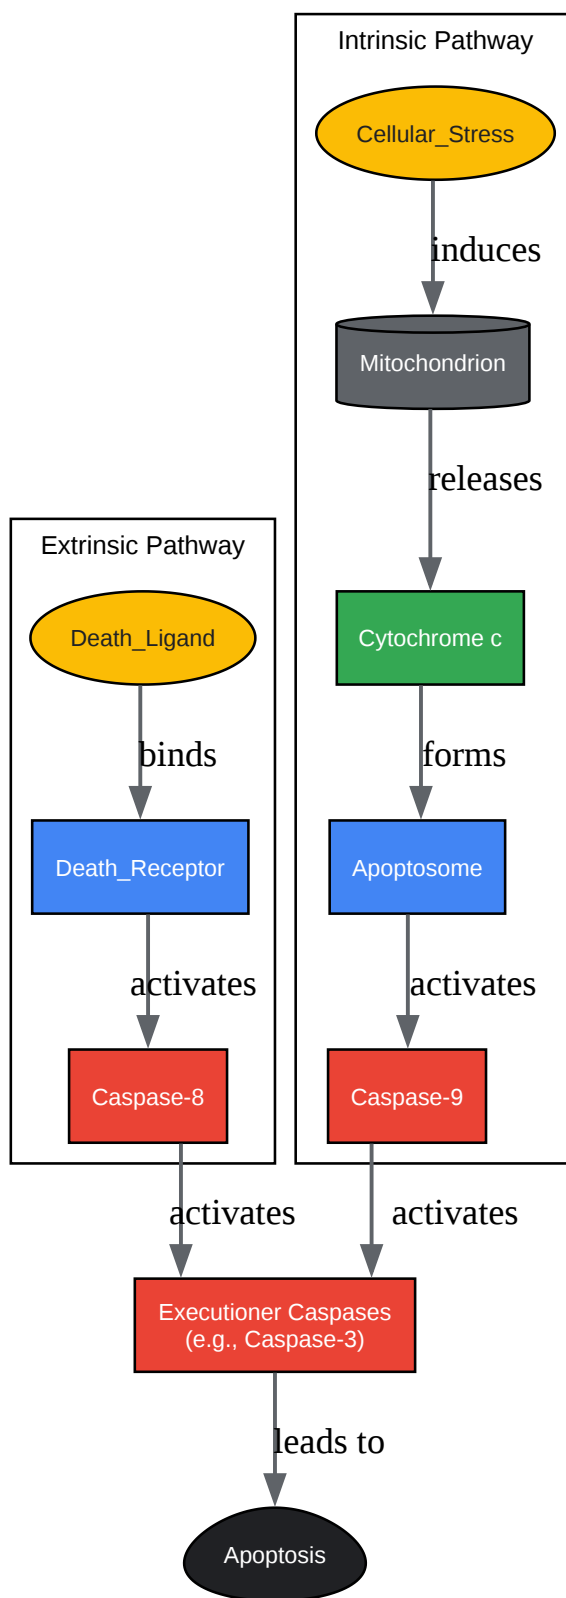 Intrinsic Pathway
Cellular_Stress
induces
Mitochondrion
releases
Extrinsic Pathway
Death_Ligand
Cytochrome c
binds
forms
Death_Receptor
Apoptosome
activates
activates
Caspase-8
Caspase-9
activates
activates
Executioner Caspases
(e.g., Caspase-3)
leads to
Apoptosis